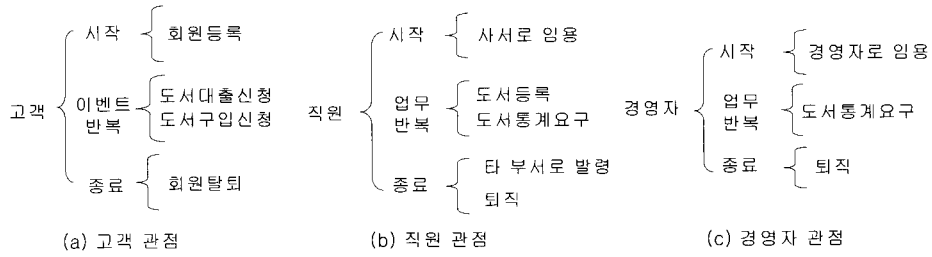 고객
시작
회원등록
이벤트
반복
도서대출신청
도서구입신청
종료
회원탈퇴
(a) 고객 관점
직원
시작
사서로 임용
업무
반복
도서등록
도서통계요구
종료
타 부서로 발령
퇴직
(b) 직원 관점
경영자
시작
경영자로 임용
업무
반복
도서통계요구
종료
퇴직
(c) 경영자 관점